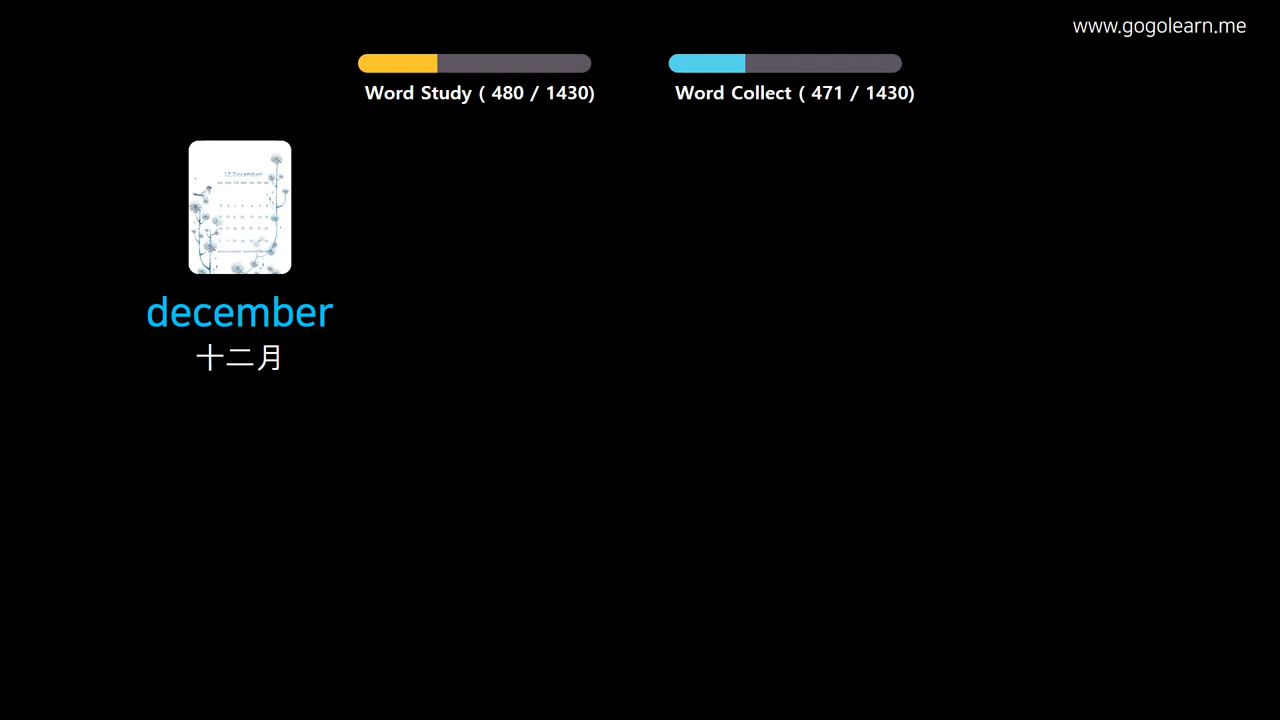 www.gogolearn.me
Word Study ( 480 / 1430)
Word Collect ( 471 / 1430)
12.December
december
十二月